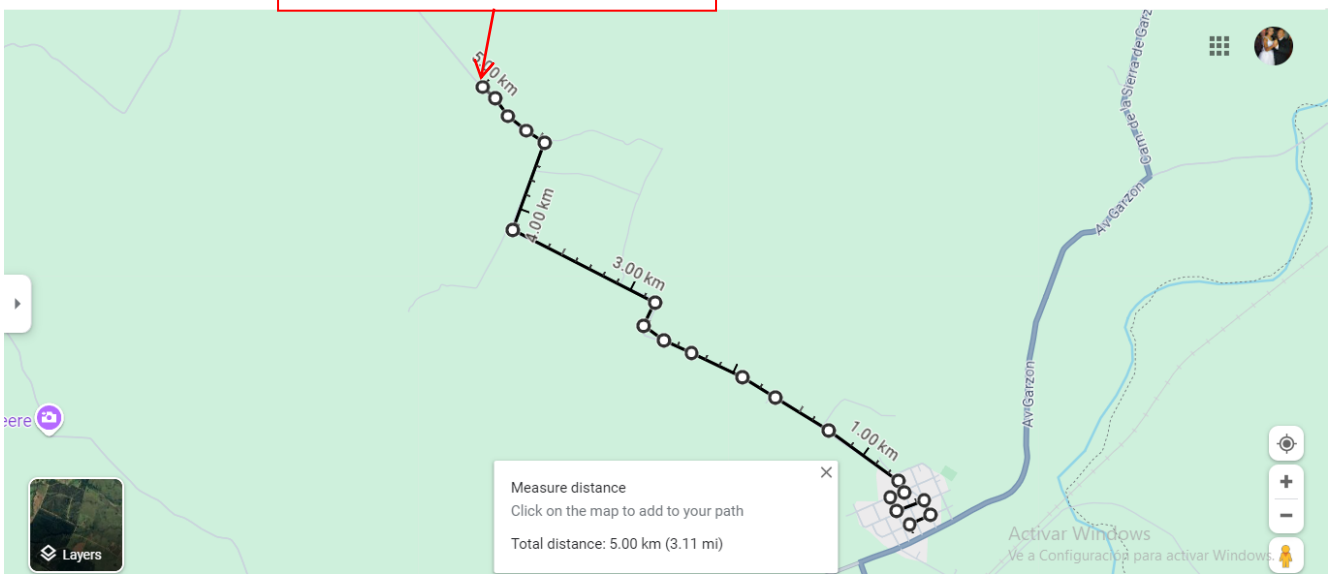 5.00 km
Cam. de la Sierra de Garz
Av Garzon
4.00 km
3.00 km
Av Garzon
eere
1.00 km
Measure distance
Click on the map to add to your path
Total distance: 5.00 km (3.11 mi)
Layers
Activar Windows
Ve a Configuración para activar Windows.